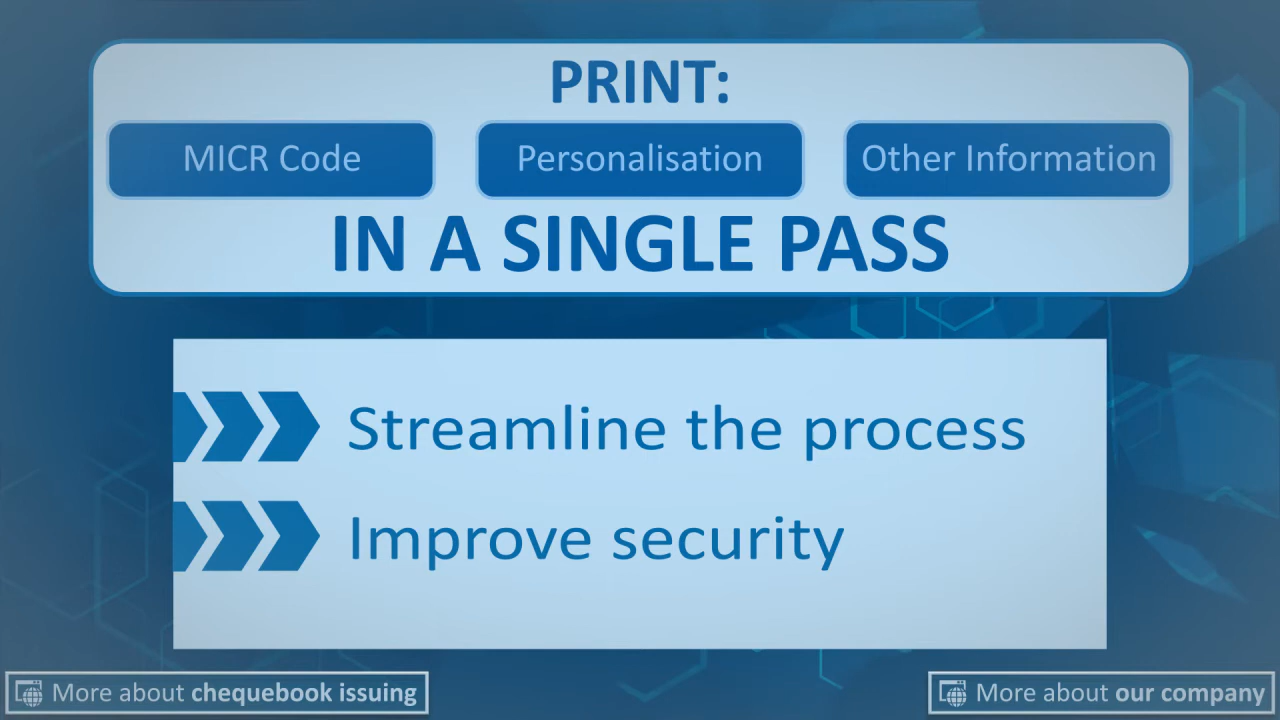 PRINT:
MICR Code
Personalisation
Other Information
IN A SINGLE PASS
Streamline the process
Improve security
More about chequebook issuing
More about our company